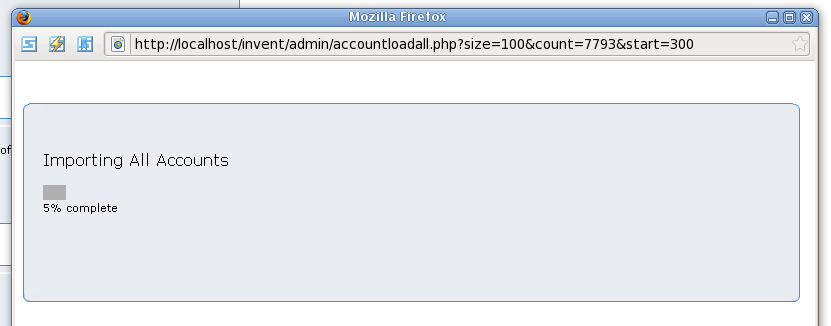 Mozilla Firefox
http://localhost/invent/admin/accountloadall.php?size=100&count=7793&start=300
of
Importing All Accounts
5% complete